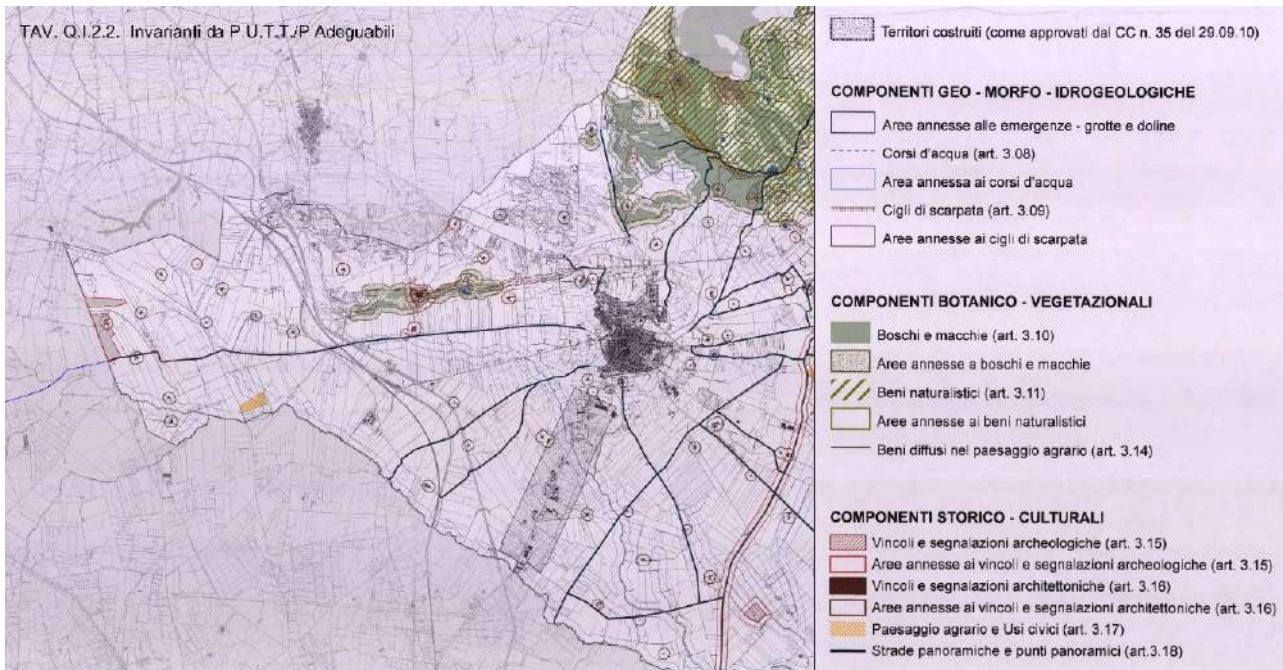 TAV. Q.I.2.2. Invarianti da P.U.T.T./P Adeguabili
Territori costruiti (come approvati dal CC n. 35 del 29.09.10)
COMPONENTI GEO - MORFO - IDROGEOLOGICHE
Aree annesse alle emergenze - grotte e doline
Corsi d'acqua (art. 3.08)
Area annessa ai corsi d'acqua
Cigli di scarpata (art. 3.09)
Aree annesse ai cigli di scarpata
COMPONENTI BOTANICO - VEGETAZIONALI
Boschi e macchie (art. 3.10)
Aree annesse a boschi e macchie
Beni naturalistici (art. 3.11)
Aree annesse ai beni naturalistici
Beni diffusi nel paesaggio agrario (art. 3.14)
COMPONENTI STORICO - CULTURALI
Vincoli e segnalazioni archeologiche (art. 3.15)
Aree annesse ai vincoli e segnalazioni archeologiche (art. 3.15)
Vincoli e segnalazioni architettoniche (art. 3.16)
Aree annesse ai vincoli e segnalazioni architettoniche (art. 3.16)
Paesaggio agrario e Usi civici (art. 3.17)
Strade panoramiche e punti panoramici (art.3.18)